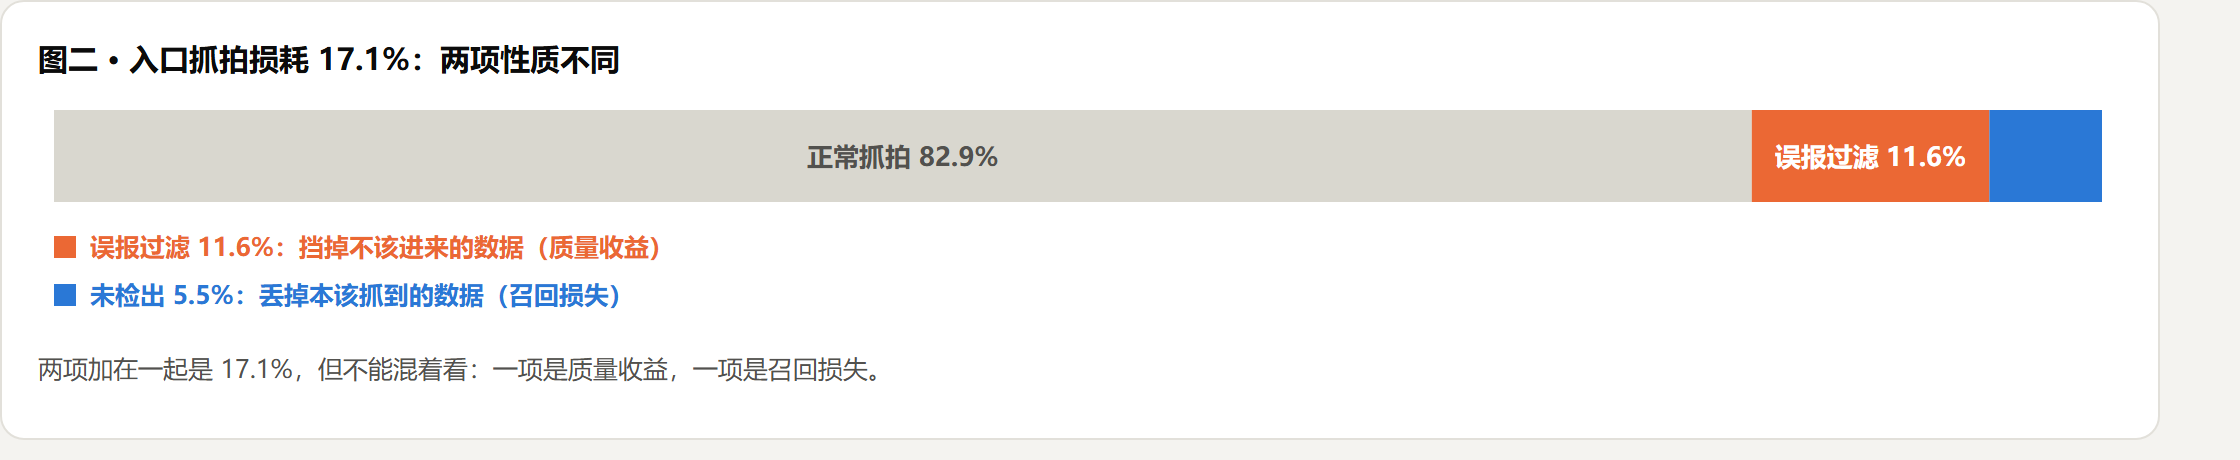 图二 · 入口抓拍损耗 17.1%：两项性质不同
正常抓拍 82.9%
误报过滤 11.6%
误报过滤 11.6%：挡掉不该进来的数据（质量收益）
未检出 5.5%：丢掉本该抓到的数据（召回损失）
两项加在一起是 17.1%，但不能混着看：一项是质量收益，一项是召回损失。